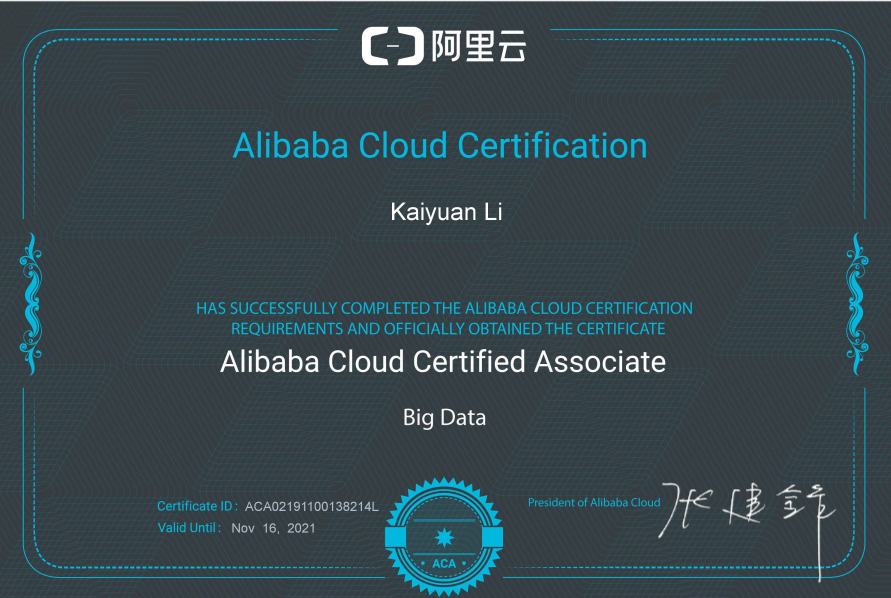 阿里云
Alibaba Cloud Certification
Kaiyuan Li
HAS SUCCESSFULLY COMPLETED THE ALIBABA CLOUD CERTIFICATION
REQUIREMENTS AND OFFICIALLY OBTAINED THE CERTIFICATE
Alibaba Cloud Certified Associate
Big Data
Certificate ID : ACA02191100138214L
Valid Until : Nov 16, 2021
ACA
President of Alibaba Cloud 张建锋